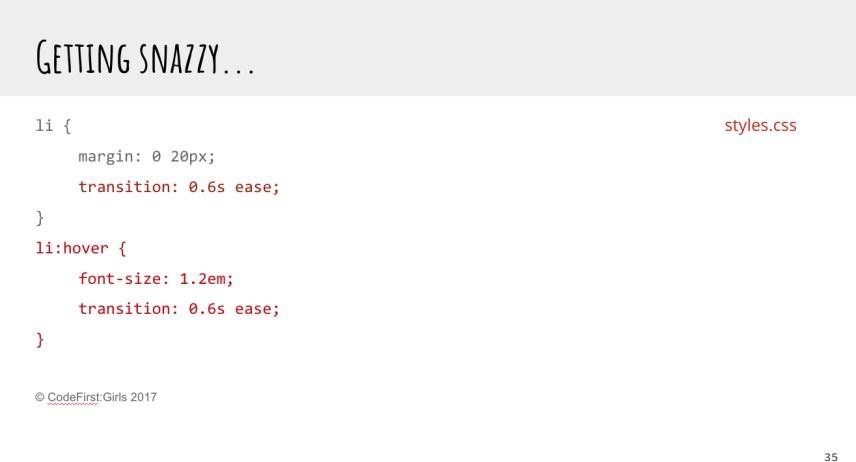 Getting snazzy...
styles.css
li {
margin: 0 20px;
transition: 0.6s ease;
}
li:hover {
font-size: 1.2em;
transition: 0.6s ease;
}
© CodeFirst:Girls 2017
35